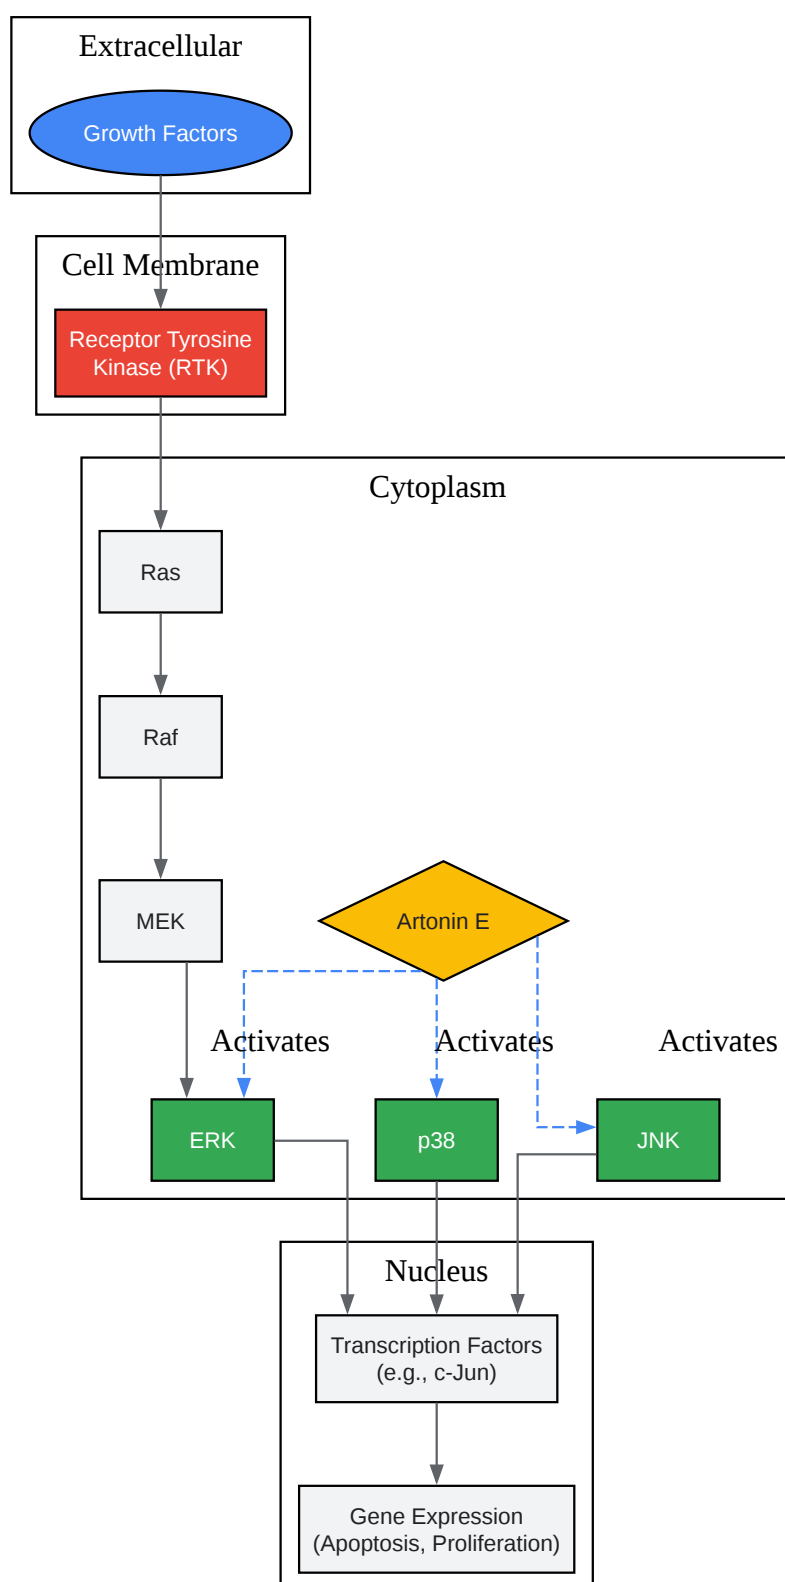 Extracellular
Growth Factors
Cell Membrane
Receptor Tyrosine
Kinase (RTK)
Cytoplasm
Ras
Raf
MEK
Artonin E
Activates
Activates
Activates
ERK
p38
JNK
Nucleus
Transcription Factors
(e.g., c-Jun)
Gene Expression
(Apoptosis, Proliferation)